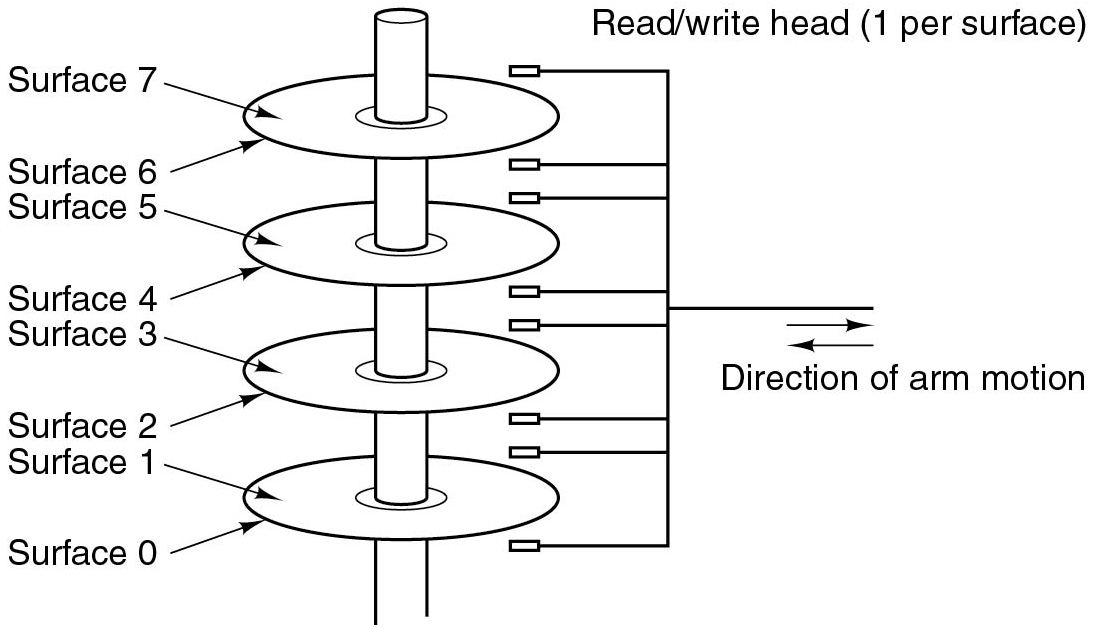 Read/write head (1 per surface)
Surface 7
Surface 6
Surface 5
Surface 4
Surface 3
Direction of arm motion
Surface 2
Surface 1
Surface 0